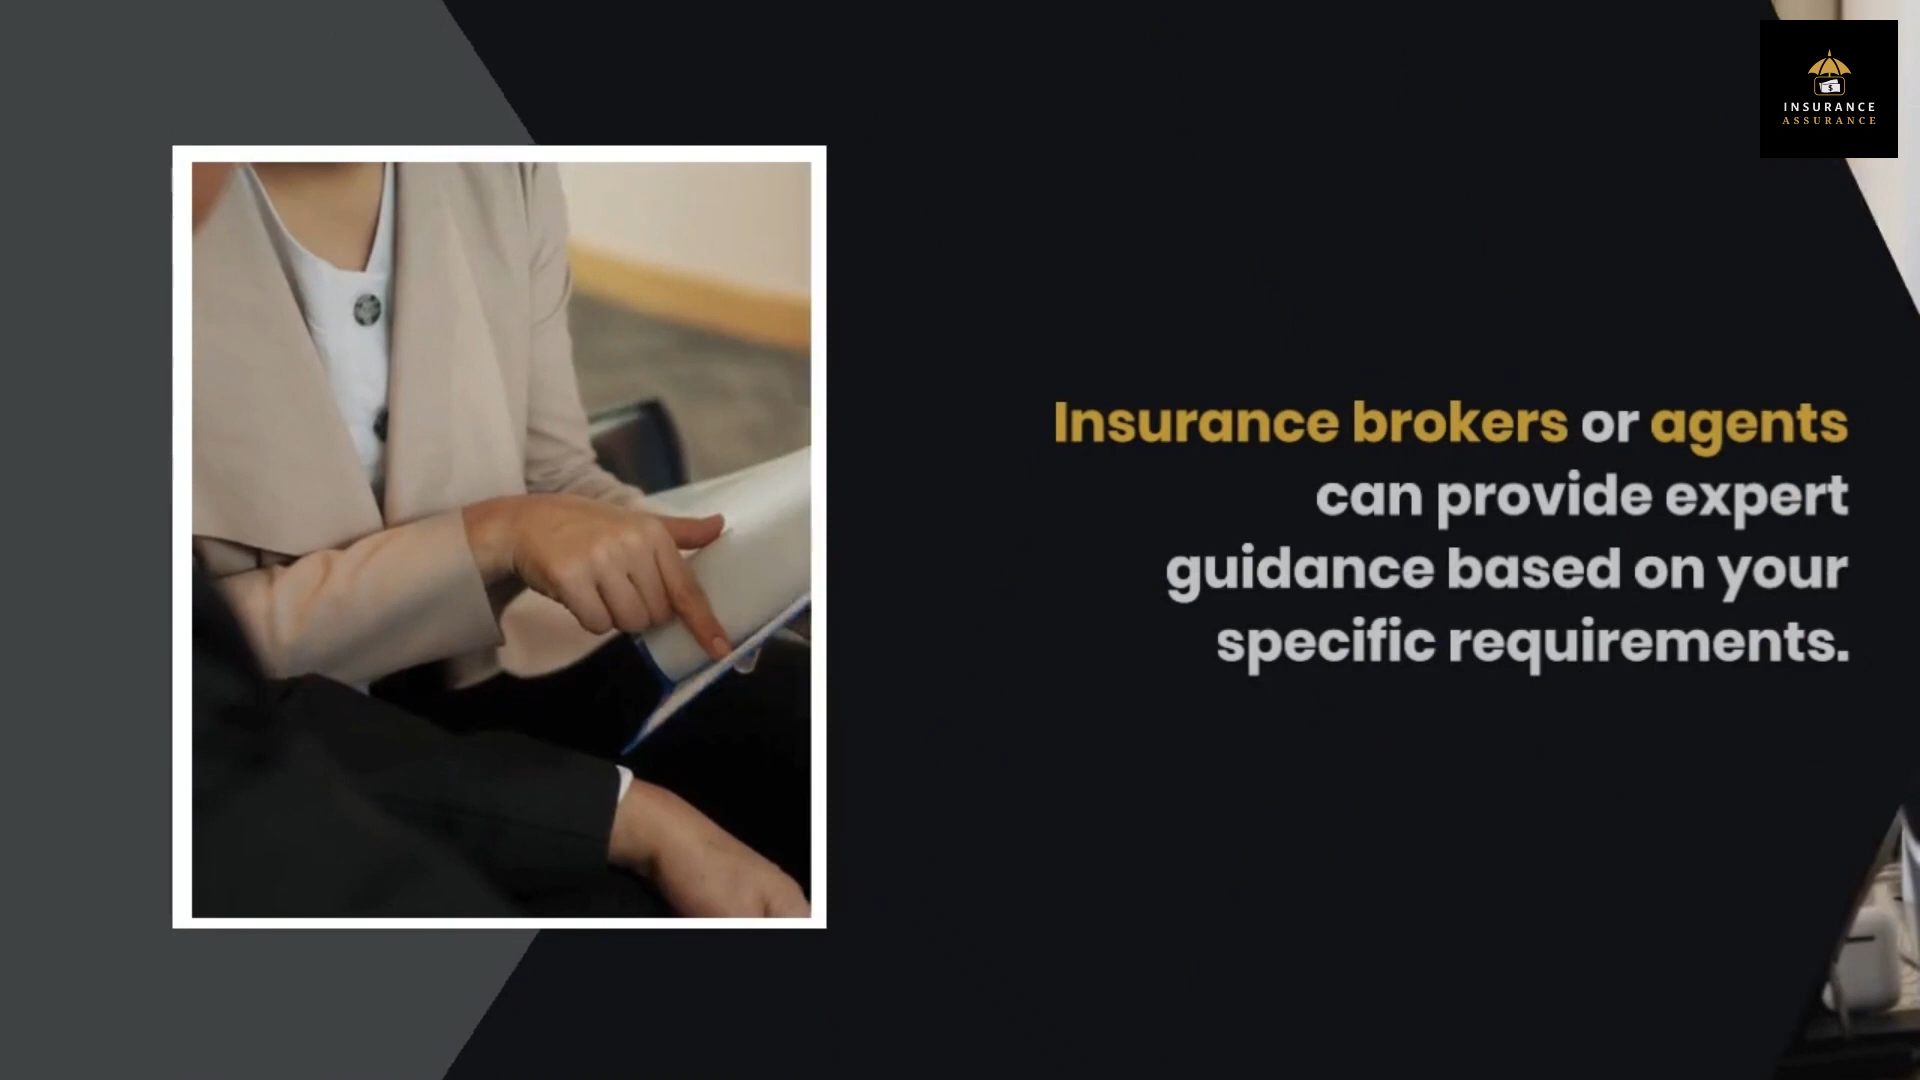 INSURANCE
ASSURANCE
Insurance brokers or agents
can provide expert
guidance based on your
specific requirements.